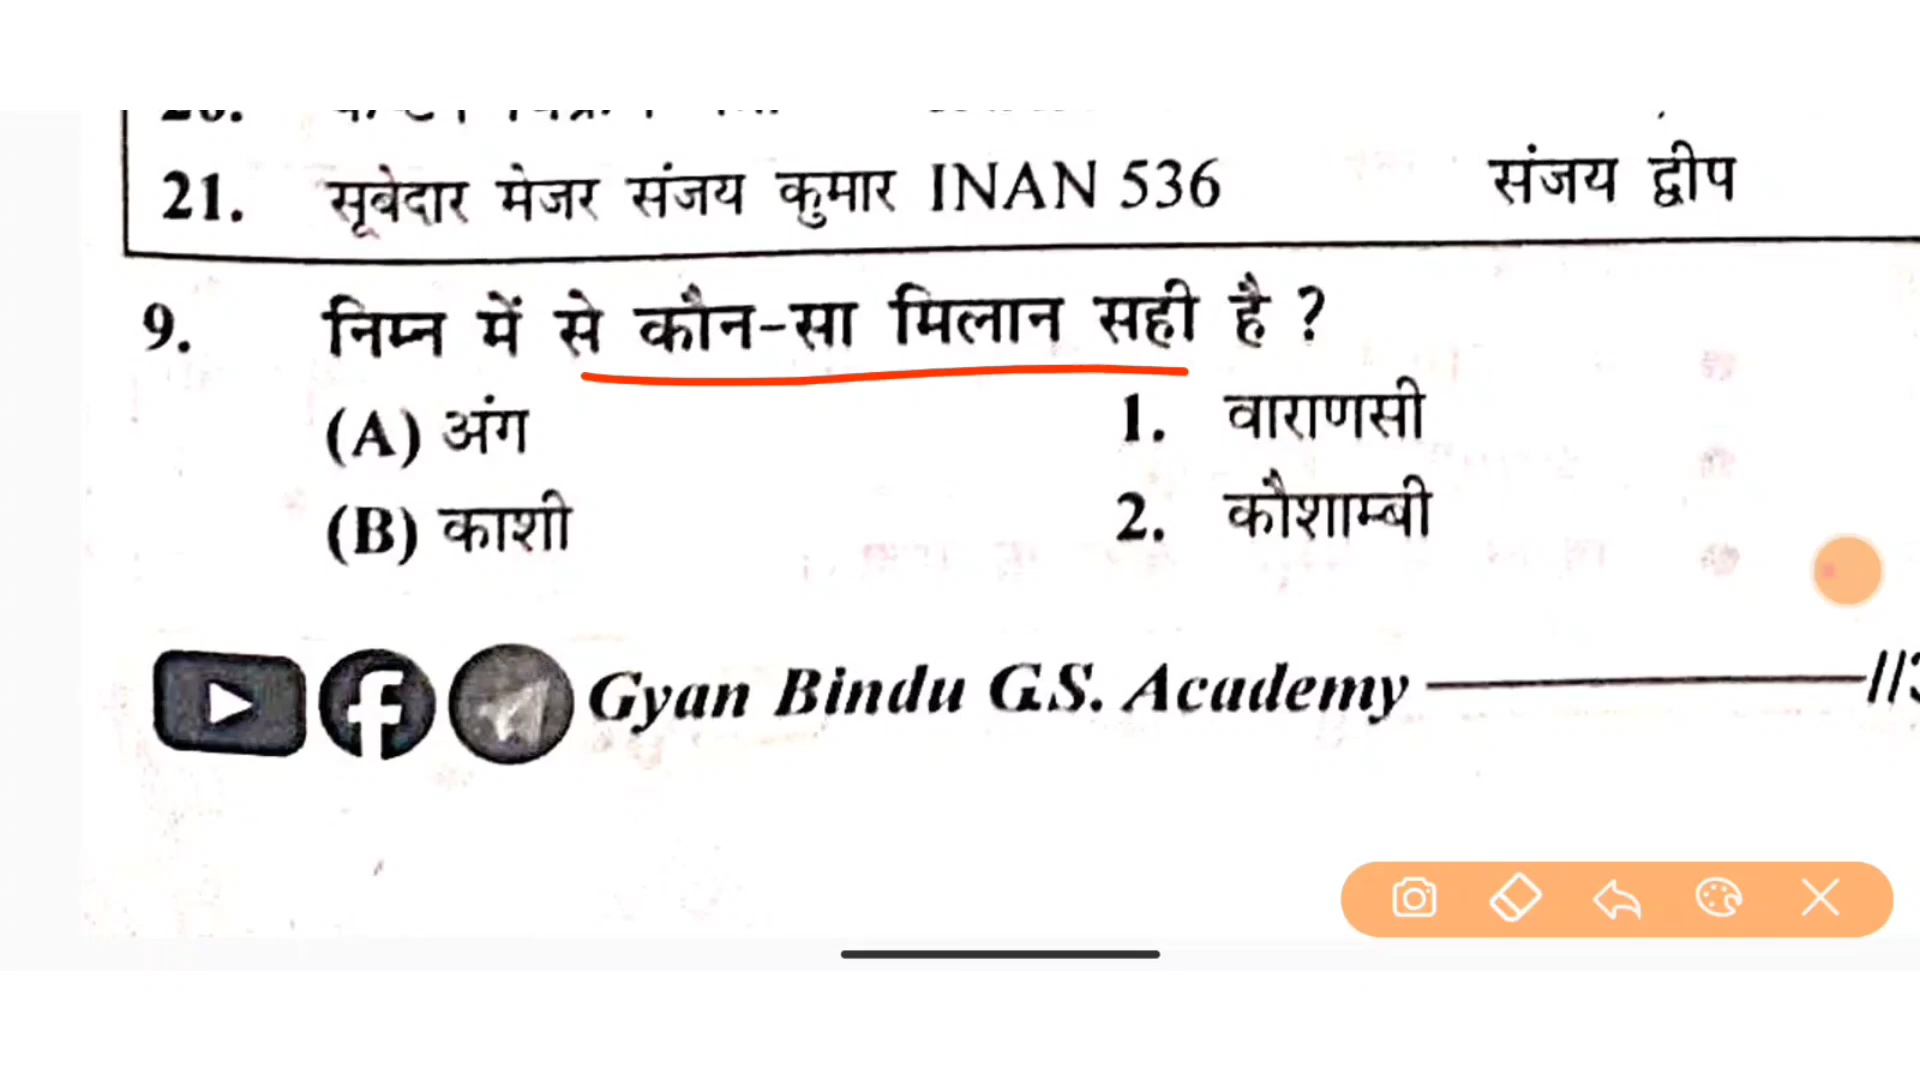 21. सूबेदार मेजर संजय कुमार INAN 536 संजय द्वीप
9. निम्न में से कौन-सा मिलान सही है ?
(A) अंग 1. वाराणसी
(B) काशी 2. कौशाम्बी
Gyan Bindu G.S. Academy